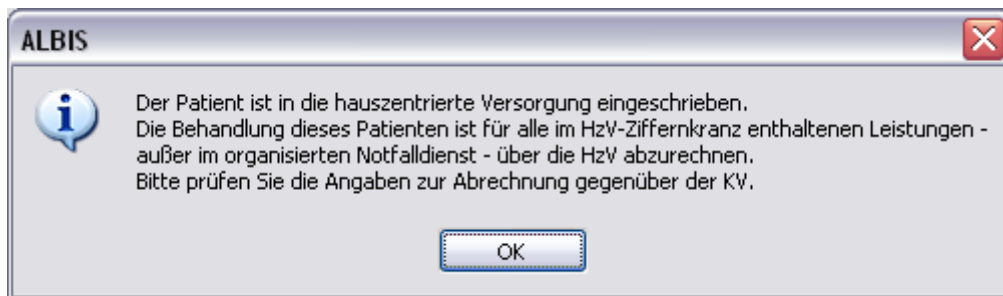 ALBIS
Der Patient ist in die hauszentrierte Versorgung eingeschrieben.
Die Behandlung dieses Patienten ist für alle im HzV-Ziffernkranz enthaltenen Leistungen -
außer im organisierten Notfalldienst - über die HzV abzurechnen.
Bitte prüfen Sie die Angaben zur Abrechnung gegenüber der KV.
OK